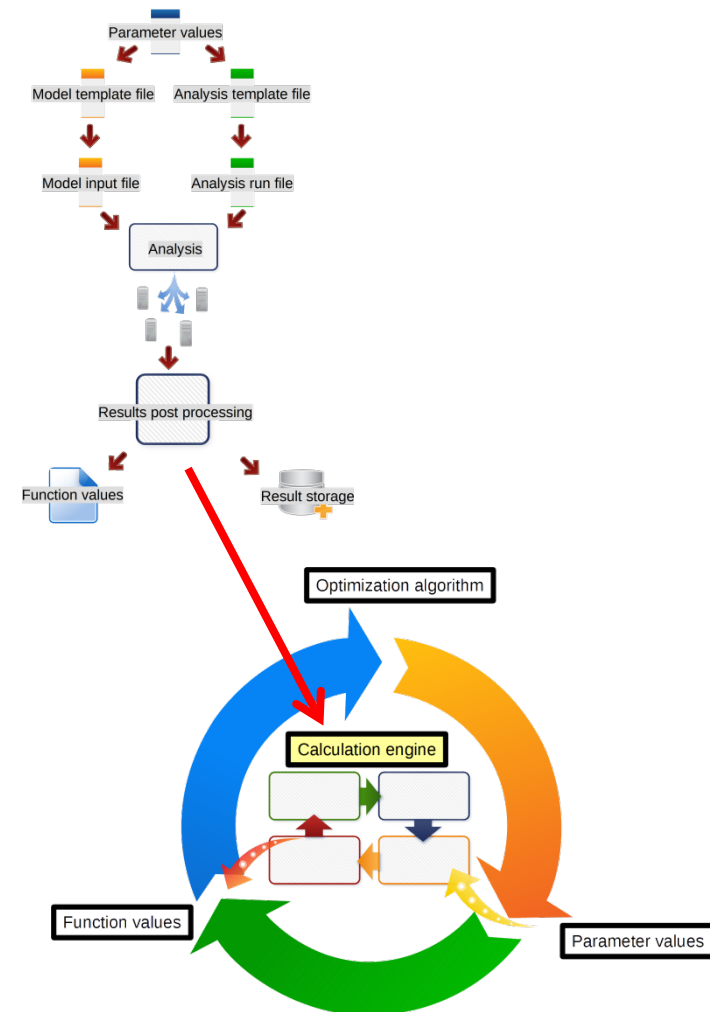 Parameter values
Model template file
Analysis template file
Model input file
Analysis run file
Analysis
Results post processing
Function values
Result storage
Optimization algorithm
Calculation engine
Function values
Parameter values